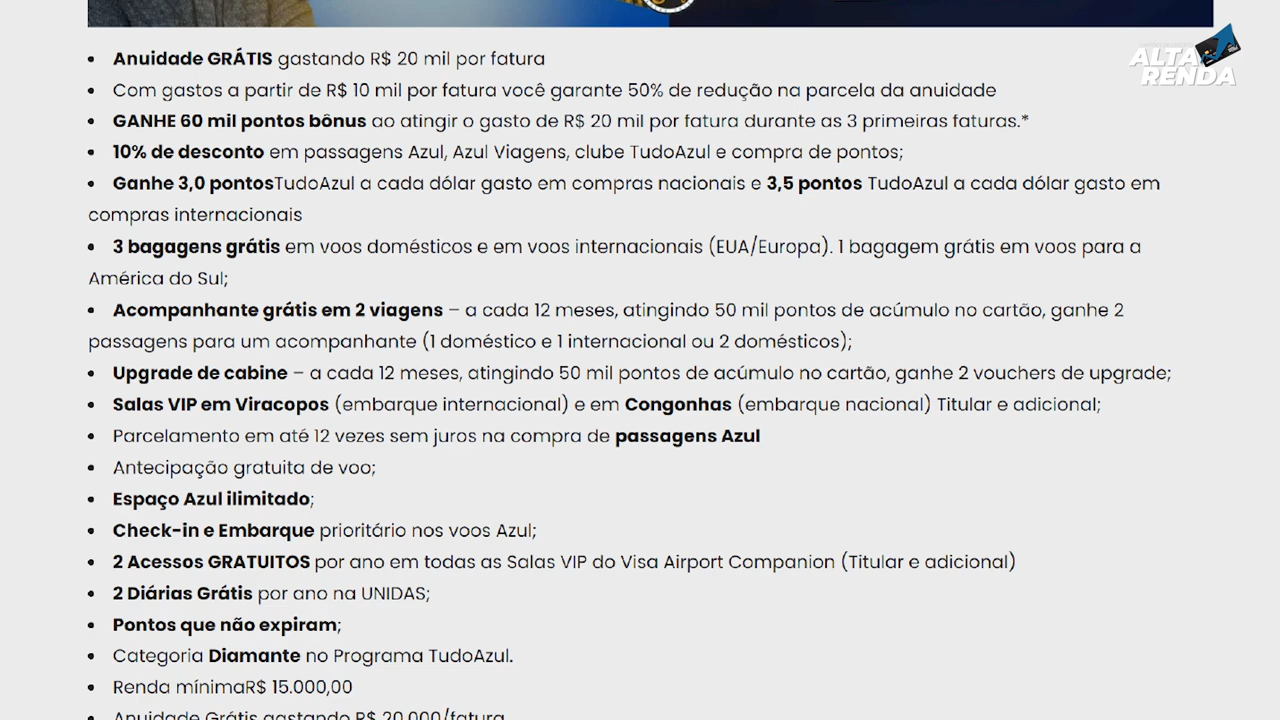 ALTA
RENDA
• Anuidade GRÁTIS gastando R$ 20 mil por fatura
• Com gastos a partir de R$ 10 mil por fatura você garante 50% de redução na parcela da anuidade
• GANHE 60 mil pontos bônus ao atingir o gasto de R$ 20 mil por fatura durante as 3 primeiras faturas.*
• 10% de desconto em passagens Azul, Azul Viagens, clube TudoAzul e compra de pontos;
• Ganhe 3,0 pontosTudoAzul a cada dólar gasto em compras nacionais e 3,5 pontos TudoAzul a cada dólar gasto em
compras internacionais
• 3 bagagens grátis em voos domésticos e em voos internacionais (EUA/Europa). 1 bagagem grátis em voos para a
América do Sul;
• Acompanhante grátis em 2 viagens – a cada 12 meses, atingindo 50 mil pontos de acúmulo no cartão, ganhe 2
passagens para um acompanhante (1 doméstico e 1 internacional ou 2 domésticos);
• Upgrade de cabine – a cada 12 meses, atingindo 50 mil pontos de acúmulo no cartão, ganhe 2 vouchers de upgrade;
• Salas VIP em Viracopos (embarque internacional) e em Congonhas (embarque nacional) Titular e adicional;
• Parcelamento em até 12 vezes sem juros na compra de passagens Azul
• Antecipação gratuita de voo;
• Espaço Azul ilimitado;
• Check-in e Embarque prioritário nos voos Azul;
• 2 Acessos GRATUITOS por ano em todas as Salas VIP do Visa Airport Companion (Titular e adicional)
• 2 Diárias Grátis por ano na UNIDAS;
• Pontos que não expiram;
• Categoria Diamante no Programa TudoAzul.
• Renda mínimaR$ 15.000,00
• Anuidade Grátis gastando R$ 20.000/fatura